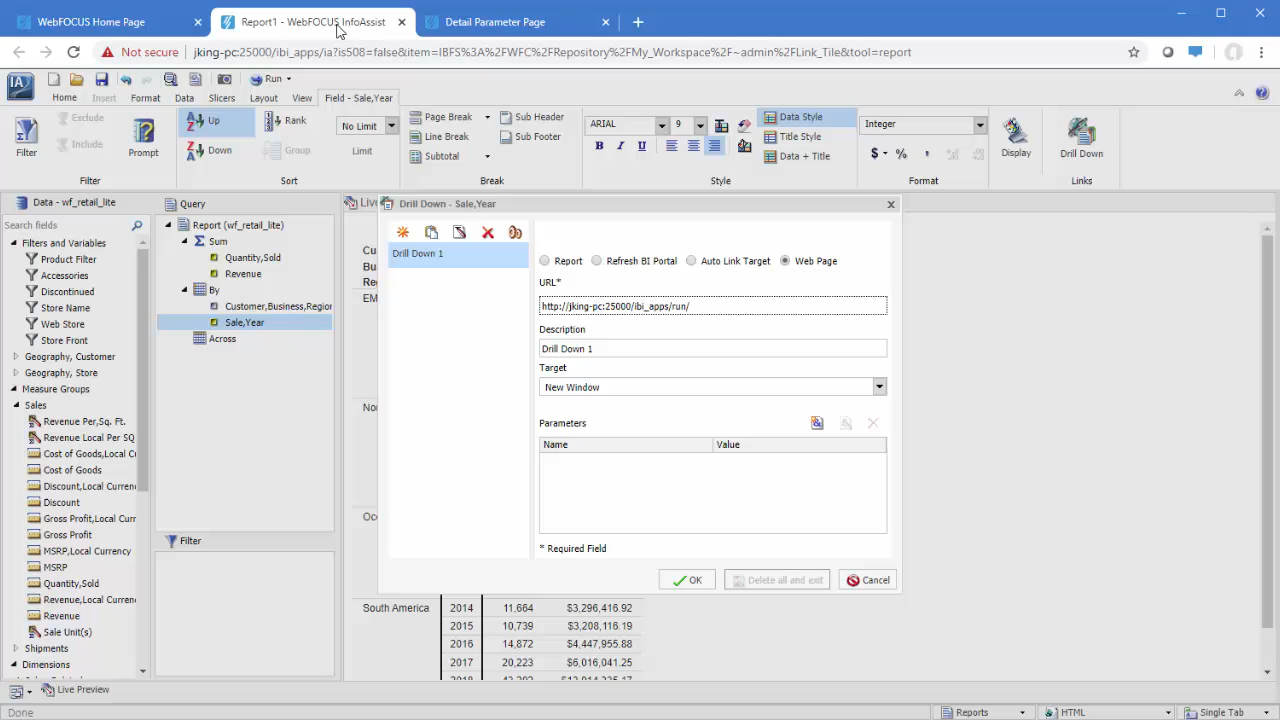 WebFOCUS Home Page
Report1 - WebFOCUS InfoAssist
Detail Parameter Page
Not secure
jking-pc:25000/ibi_apps/ia?is508=false&item=IBFS%3A%2FWFC%2FRepository%2FMy_Workspace%2F~admin%2FLink_Tile&tool=report
IA
Run
Home
Insert
Format
Data
Slicers
Layout
View
Field - Sale,Year
Filter
Exclude
Include
Prompt
Filter
Up
Down
Rank
Group
Sort
No Limit
Limit
Page Break
Line Break
Subtotal
Sub Header
Sub Footer
Break
ARIAL
9
B I U
Data Style
Title Style
Data + Title
Style
Integer
$ % ,
Format
Display
Drill Down
Links
Data - wf_retail_lite
Search fields
Filters and Variables
Product Filter
Accessories
Discontinued
Store Name
Web Store
Store Front
Geography, Customer
Geography, Store
Measure Groups
Sales
Revenue Per,Sq. Ft.
Revenue Local Per SQ
Cost of Goods,Local C
Cost of Goods
Discount,Local Curren
Discount
Gross Profit,Local Curr
Gross Profit
MSRP,Local Currency
MSRP
Quantity,Sold
Revenue,Local Curren
Revenue
Sale Unit(s)
Shipments
Dimensions
Query
Report (wf_retail_lite)
Sum
Quantity,Sold
Revenue
By
Customer,Business,Region
Sale,Year
Across
Filter
Live
Cu
Bus
Reg
EM
Nor
Oce
Drill Down - Sale,Year
Drill Down 1
Report
Refresh BI Portal
Auto Link Target
Web Page
URL*
http://jking-pc:25000/ibi_apps/run/
Description
Drill Down 1
Target
New Window
Parameters
Name
Value
* Required Field
OK
Delete all and exit
Cancel
South America 2014 11,664 $3,296,416.92
2015 10,739 $3,208,116.19
2016 14,872 $4,447,955.88
2017 20,223 $6,016,041.25
Live Preview
Done
Reports
HTML
Single Tab